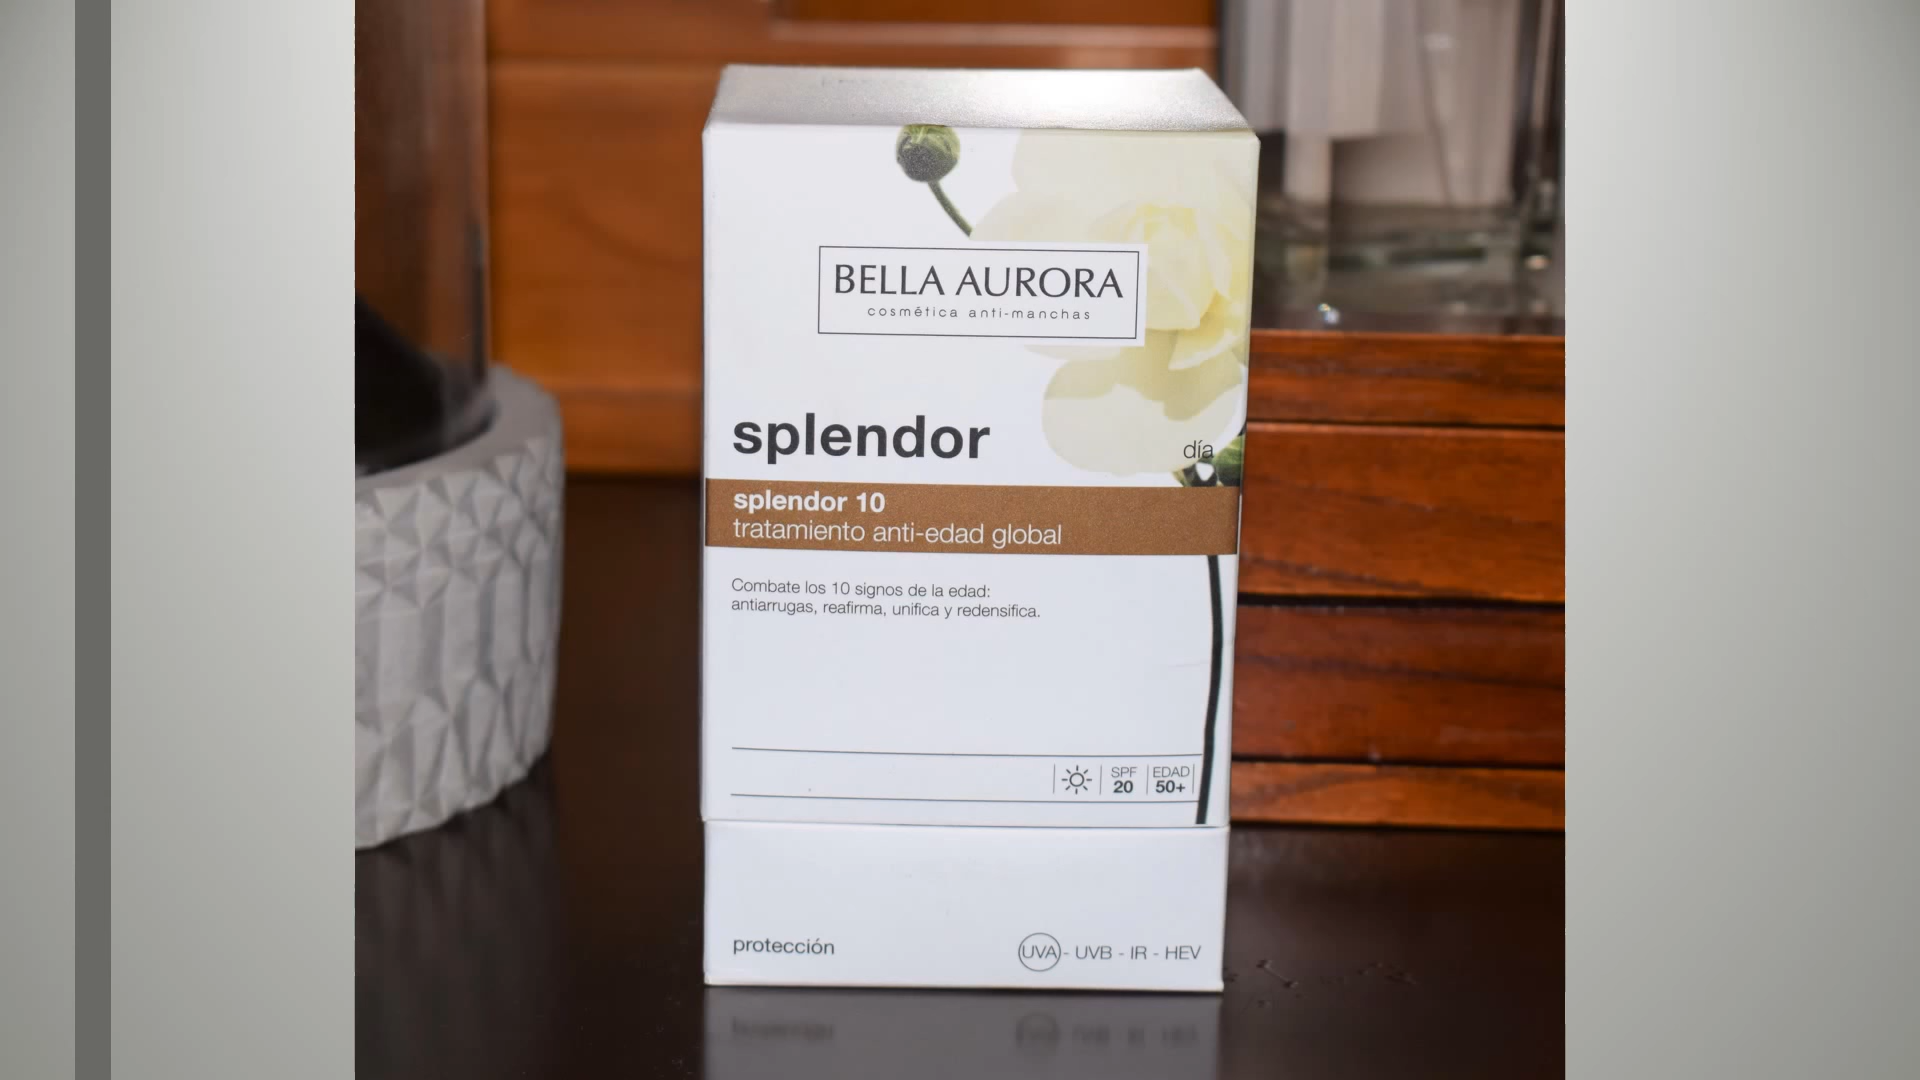 BELLA AURORA
cosmética anti-manchas
splendor
día
splendor 10
tratamiento anti-edad global
Combate los 10 signos de la edad:
antiarrugas, reafirma, unifica y redensifica.
SPF 20
EDAD 50+
protección
UVA - UVB - IR - HEV